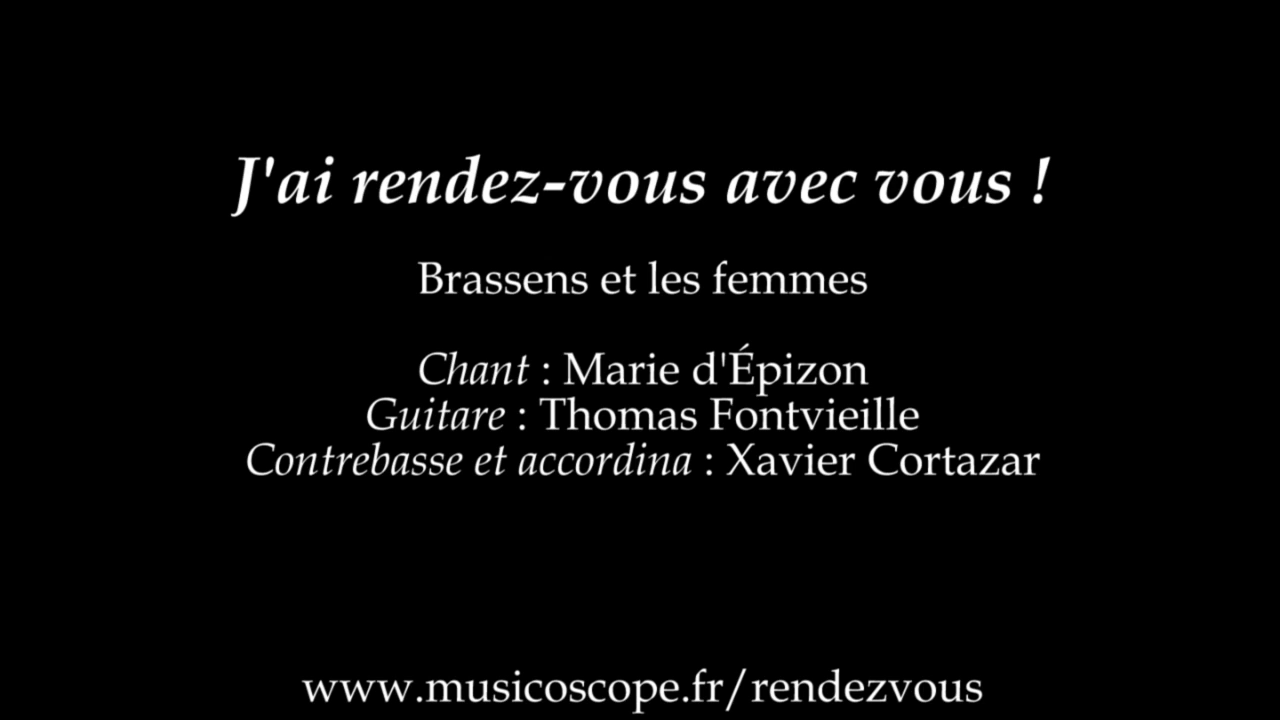 J'ai rendez-vous avec vous !
Brassens et les femmes
Chant : Marie d'Épizon
Guitare : Thomas Fontvieille
Contrebasse et accordina : Xavier Cortazar
www.musicoscope.fr/rendezvous